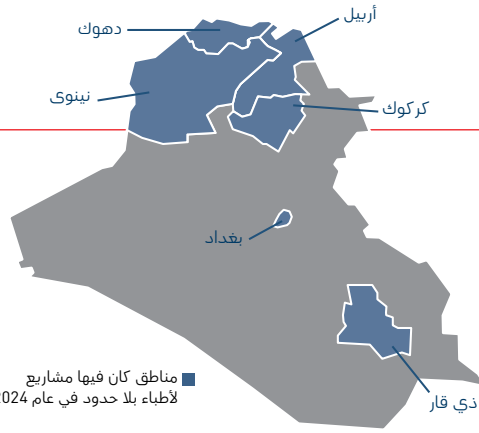 أربيل
دهوك
نينوى
كركوك
بغداد
مناطق كان فيها مشاريع
لأطباء بلا حدود في عام 2024
ذي قار